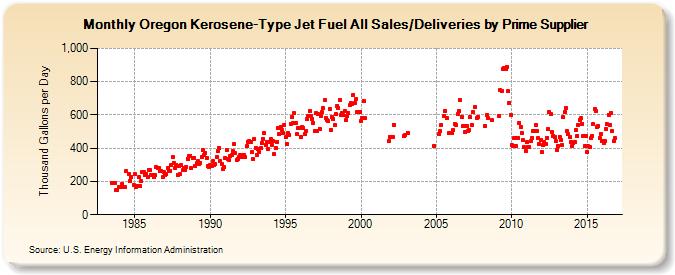 Monthly Oregon Kerosene-Type Jet Fuel All Sales/Deliveries by Prime Supplier
Thousand Gallons per Day
1,000
800
600
400
200
0
1985 1990 1995 2000 2005 2010 2015
Source: U.S. Energy Information Administration